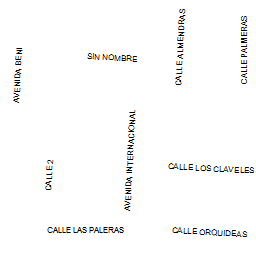 AVENIDA BENI
SIN NOMBRE
CALLE ALMENDRAS
CALLE PALMERAS
CALLE 2
AVENIDA INTERNACIONAL
CALLE LOS CLAVELES
CALLE LAS PALERAS
CALLE ORQUIDEAS